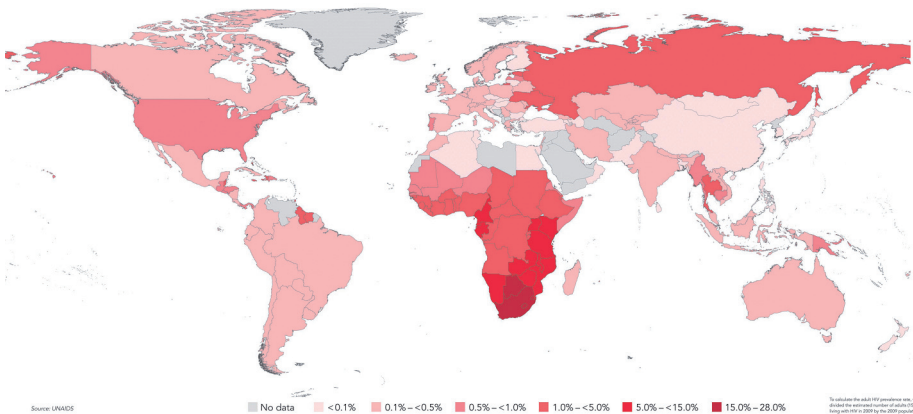 Source: UNAIDS
No data
<0.1%
0.1% – <0.5%
0.5% – <1.0%
1.0% – <5.0%
5.0% – <15.0%
15.0% – 28.0%
To calculate the adult HIV prevalence rate,
divided the estimated number of adults (15
living with HIV in 2009 by the 2009 popula